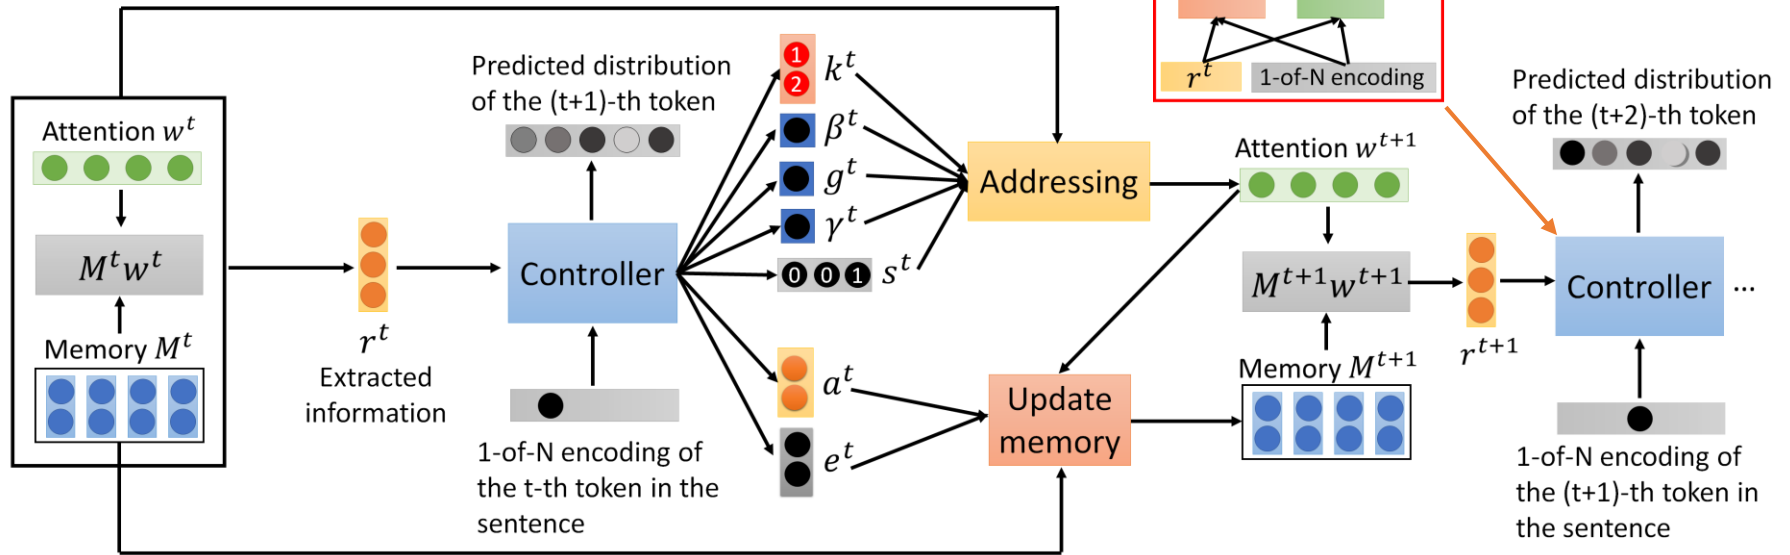 Attention w^t
M^t w^t
Memory M^t
r^t
Extracted
information
Predicted distribution
of the (t+1)-th token
Controller
1-of-N encoding of
the t-th token in the
sentence
1
2
k^t
β^t
g^t
γ^t
0 0 1 s^t
a^t
e^t
Addressing
Update
memory
r^t
1-of-N encoding
Attention w^{t+1}
M^{t+1} w^{t+1}
Memory M^{t+1}
r^{t+1}
Predicted distribution
of the (t+2)-th token
Controller ...
1-of-N encoding of
the (t+1)-th token in
the sentence